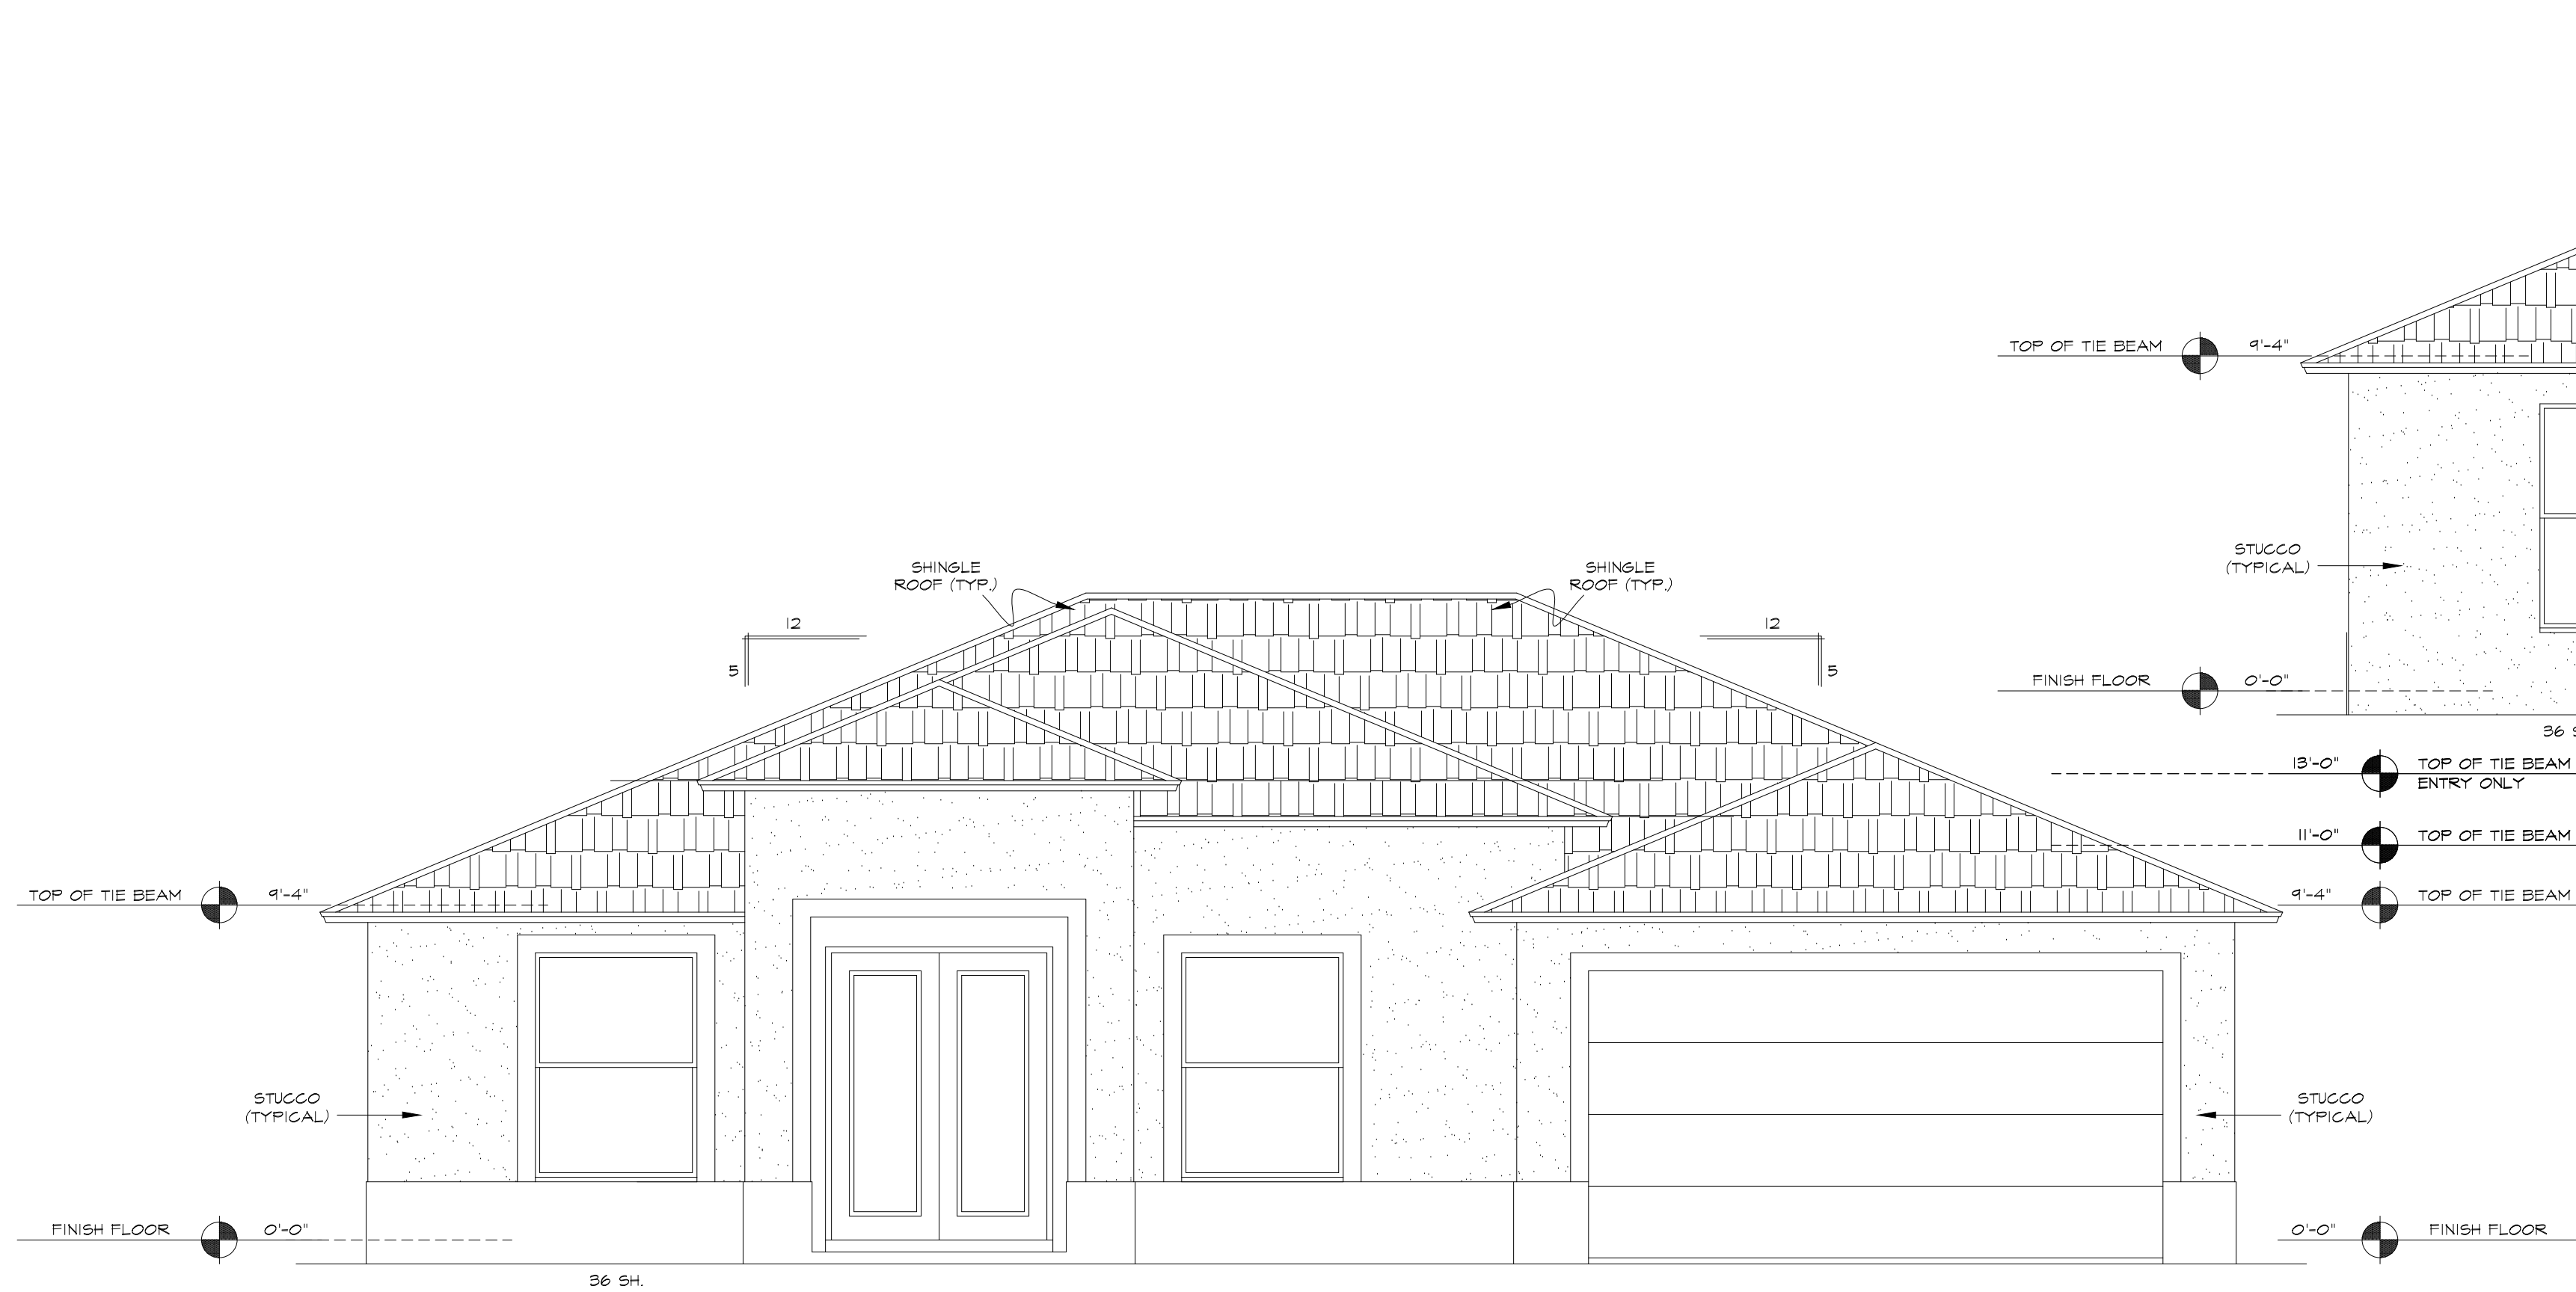 TOP OF TIE BEAM 9'-4"
STUCCO
(TYPICAL)
FINISH FLOOR 0'-0"
36
SHINGLE
ROOF (TYP.)
SHINGLE
ROOF (TYP.)
12
5
12
5
13'-0" TOP OF TIE BEAM
ENTRY ONLY
11'-0" TOP OF TIE BEAM
TOP OF TIE BEAM 9'-4"
9'-4" TOP OF TIE BEAM
STUCCO
(TYPICAL)
STUCCO
(TYPICAL)
FINISH FLOOR 0'-0"
0'-0" FINISH FLOOR
36 SH.